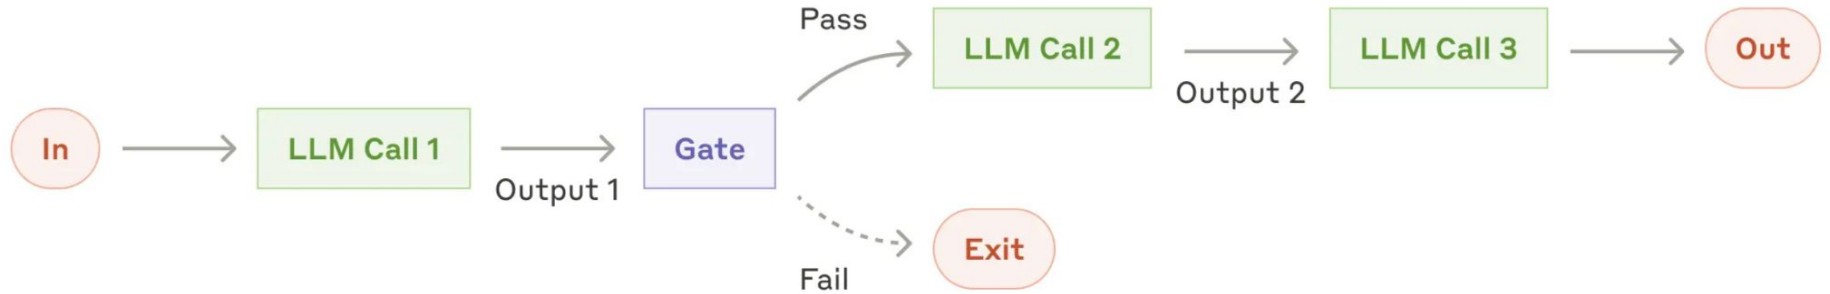 In
LLM Call 1
Output 1
Gate
Pass
LLM Call 2
Output 2
LLM Call 3
Out
Fail
Exit